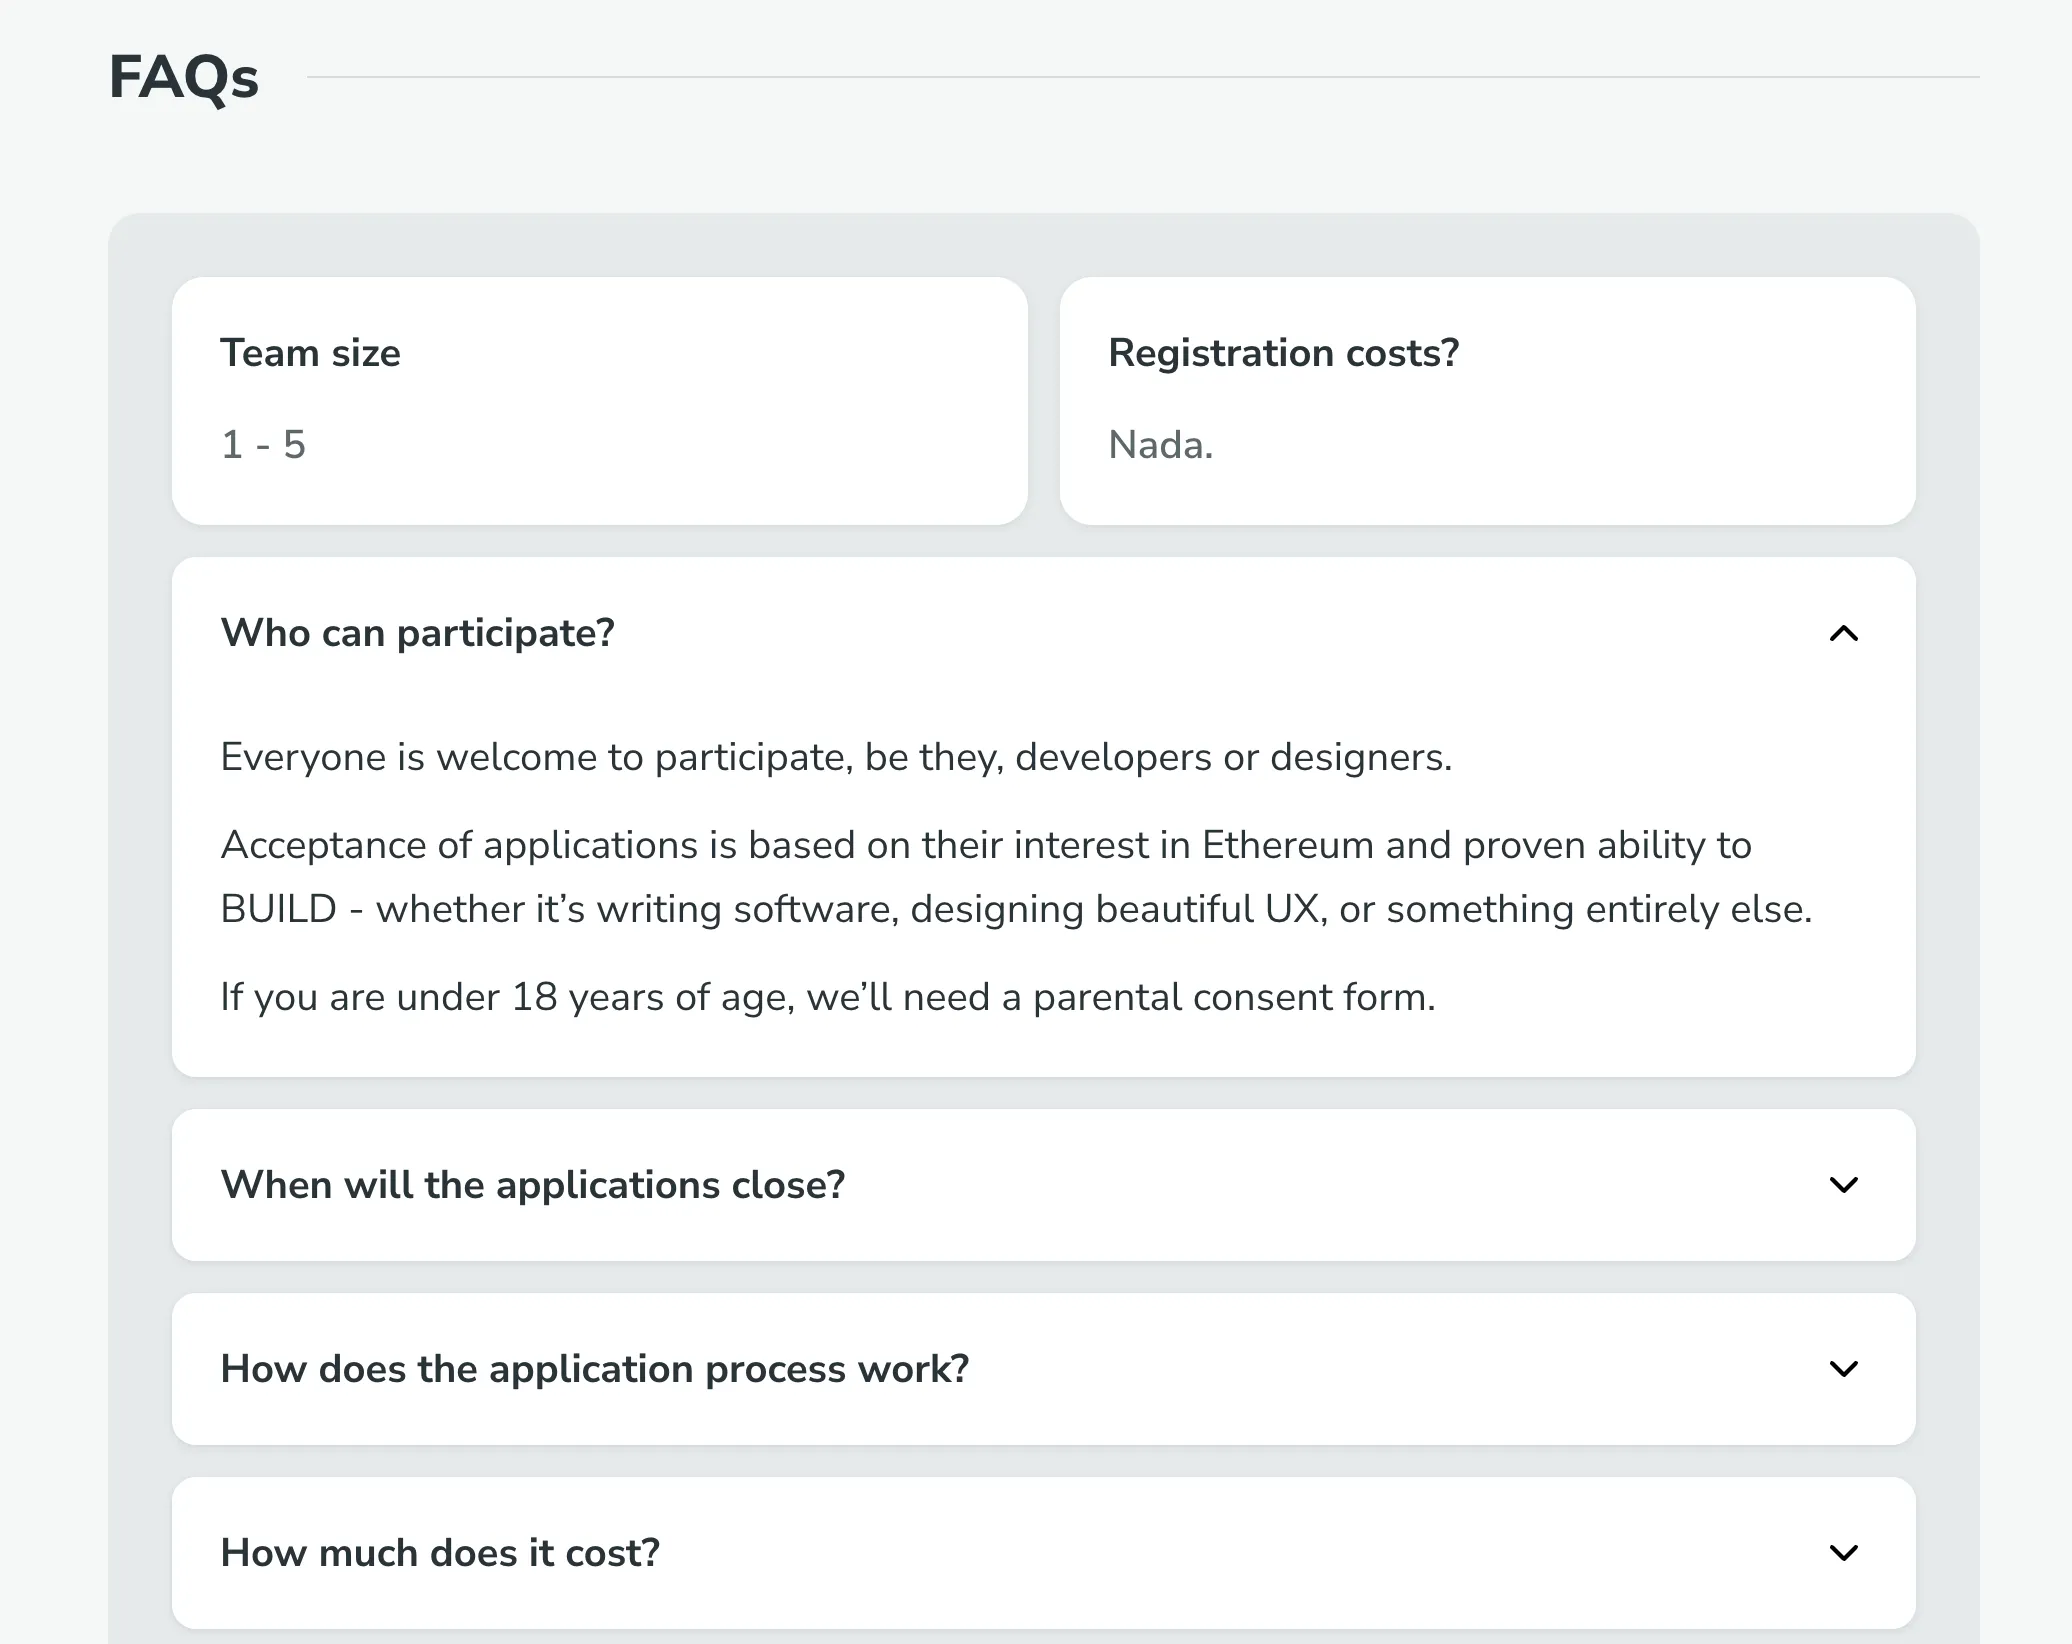 FAQs
Team size
1 - 5
Registration costs?
Nada.
Who can participate?
Everyone is welcome to participate, be they, developers or designers.
Acceptance of applications is based on their interest in Ethereum and proven ability to
BUILD - whether it’s writing software, designing beautiful UX, or something entirely else.
If you are under 18 years of age, we’ll need a parental consent form.
When will the applications close?
How does the application process work?
How much does it cost?